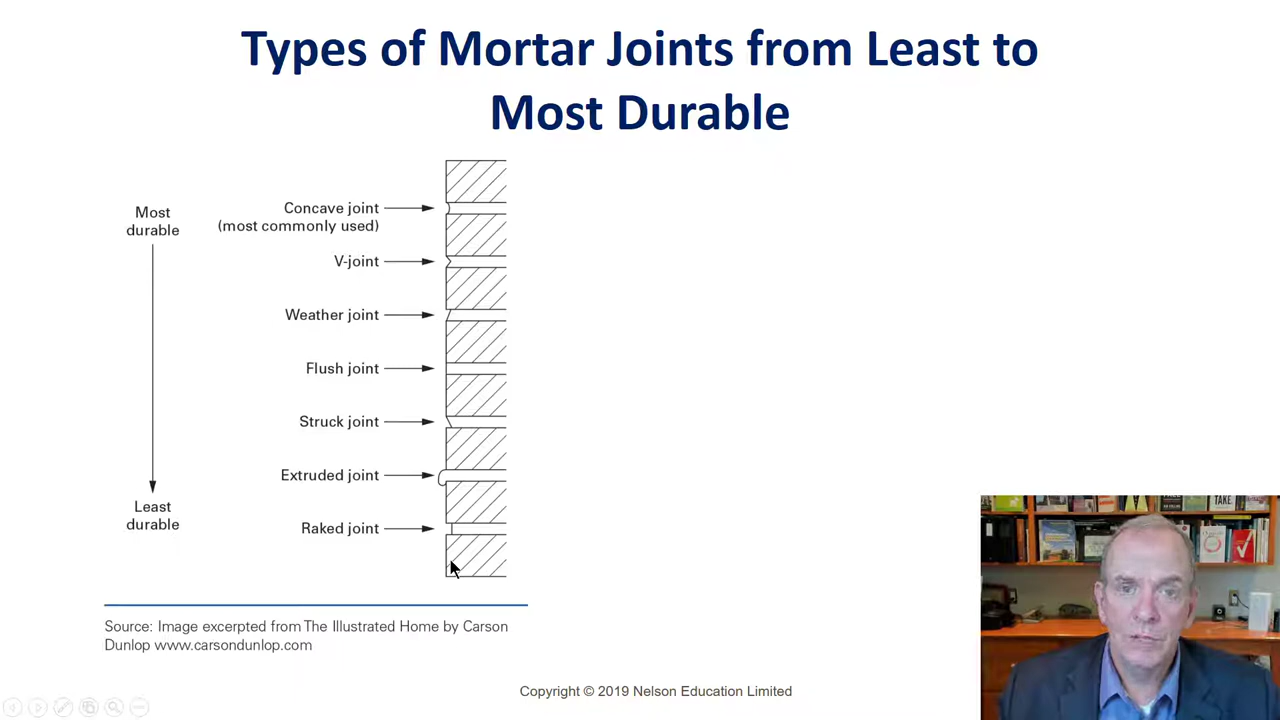 Types of Mortar Joints from Least to
Most Durable
Most
durable
Concave joint
(most commonly used)
V-joint
Weather joint
Flush joint
Struck joint
Extruded joint
Least
durable
Raked joint
Source: Image excerpted from The Illustrated Home by Carson
Dunlop www.carsondunlop.com
Copyright © 2019 Nelson Education Limited
TAKE.